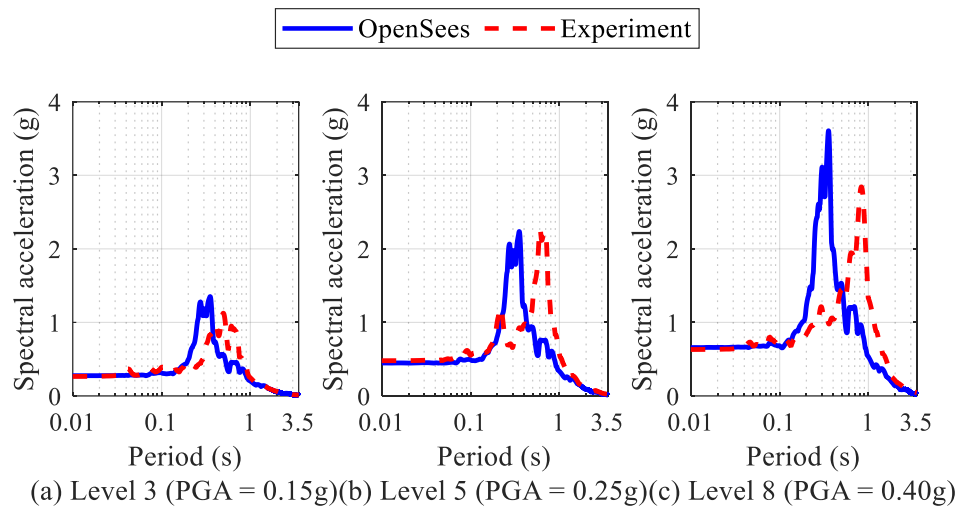 OpenSees Experiment
Spectral acceleration (g)
4
3
2
1
0
0.01 0.1 1 3.5
Period (s)
(a) Level 3 (PGA = 0.15g)
Spectral acceleration (g)
4
3
2
1
0
0.01 0.1 1 3.5
Period (s)
(b) Level 5 (PGA = 0.25g)
Spectral acceleration (g)
4
3
2
1
0
0.01 0.1 1 3.5
Period (s)
(c) Level 8 (PGA = 0.40g)